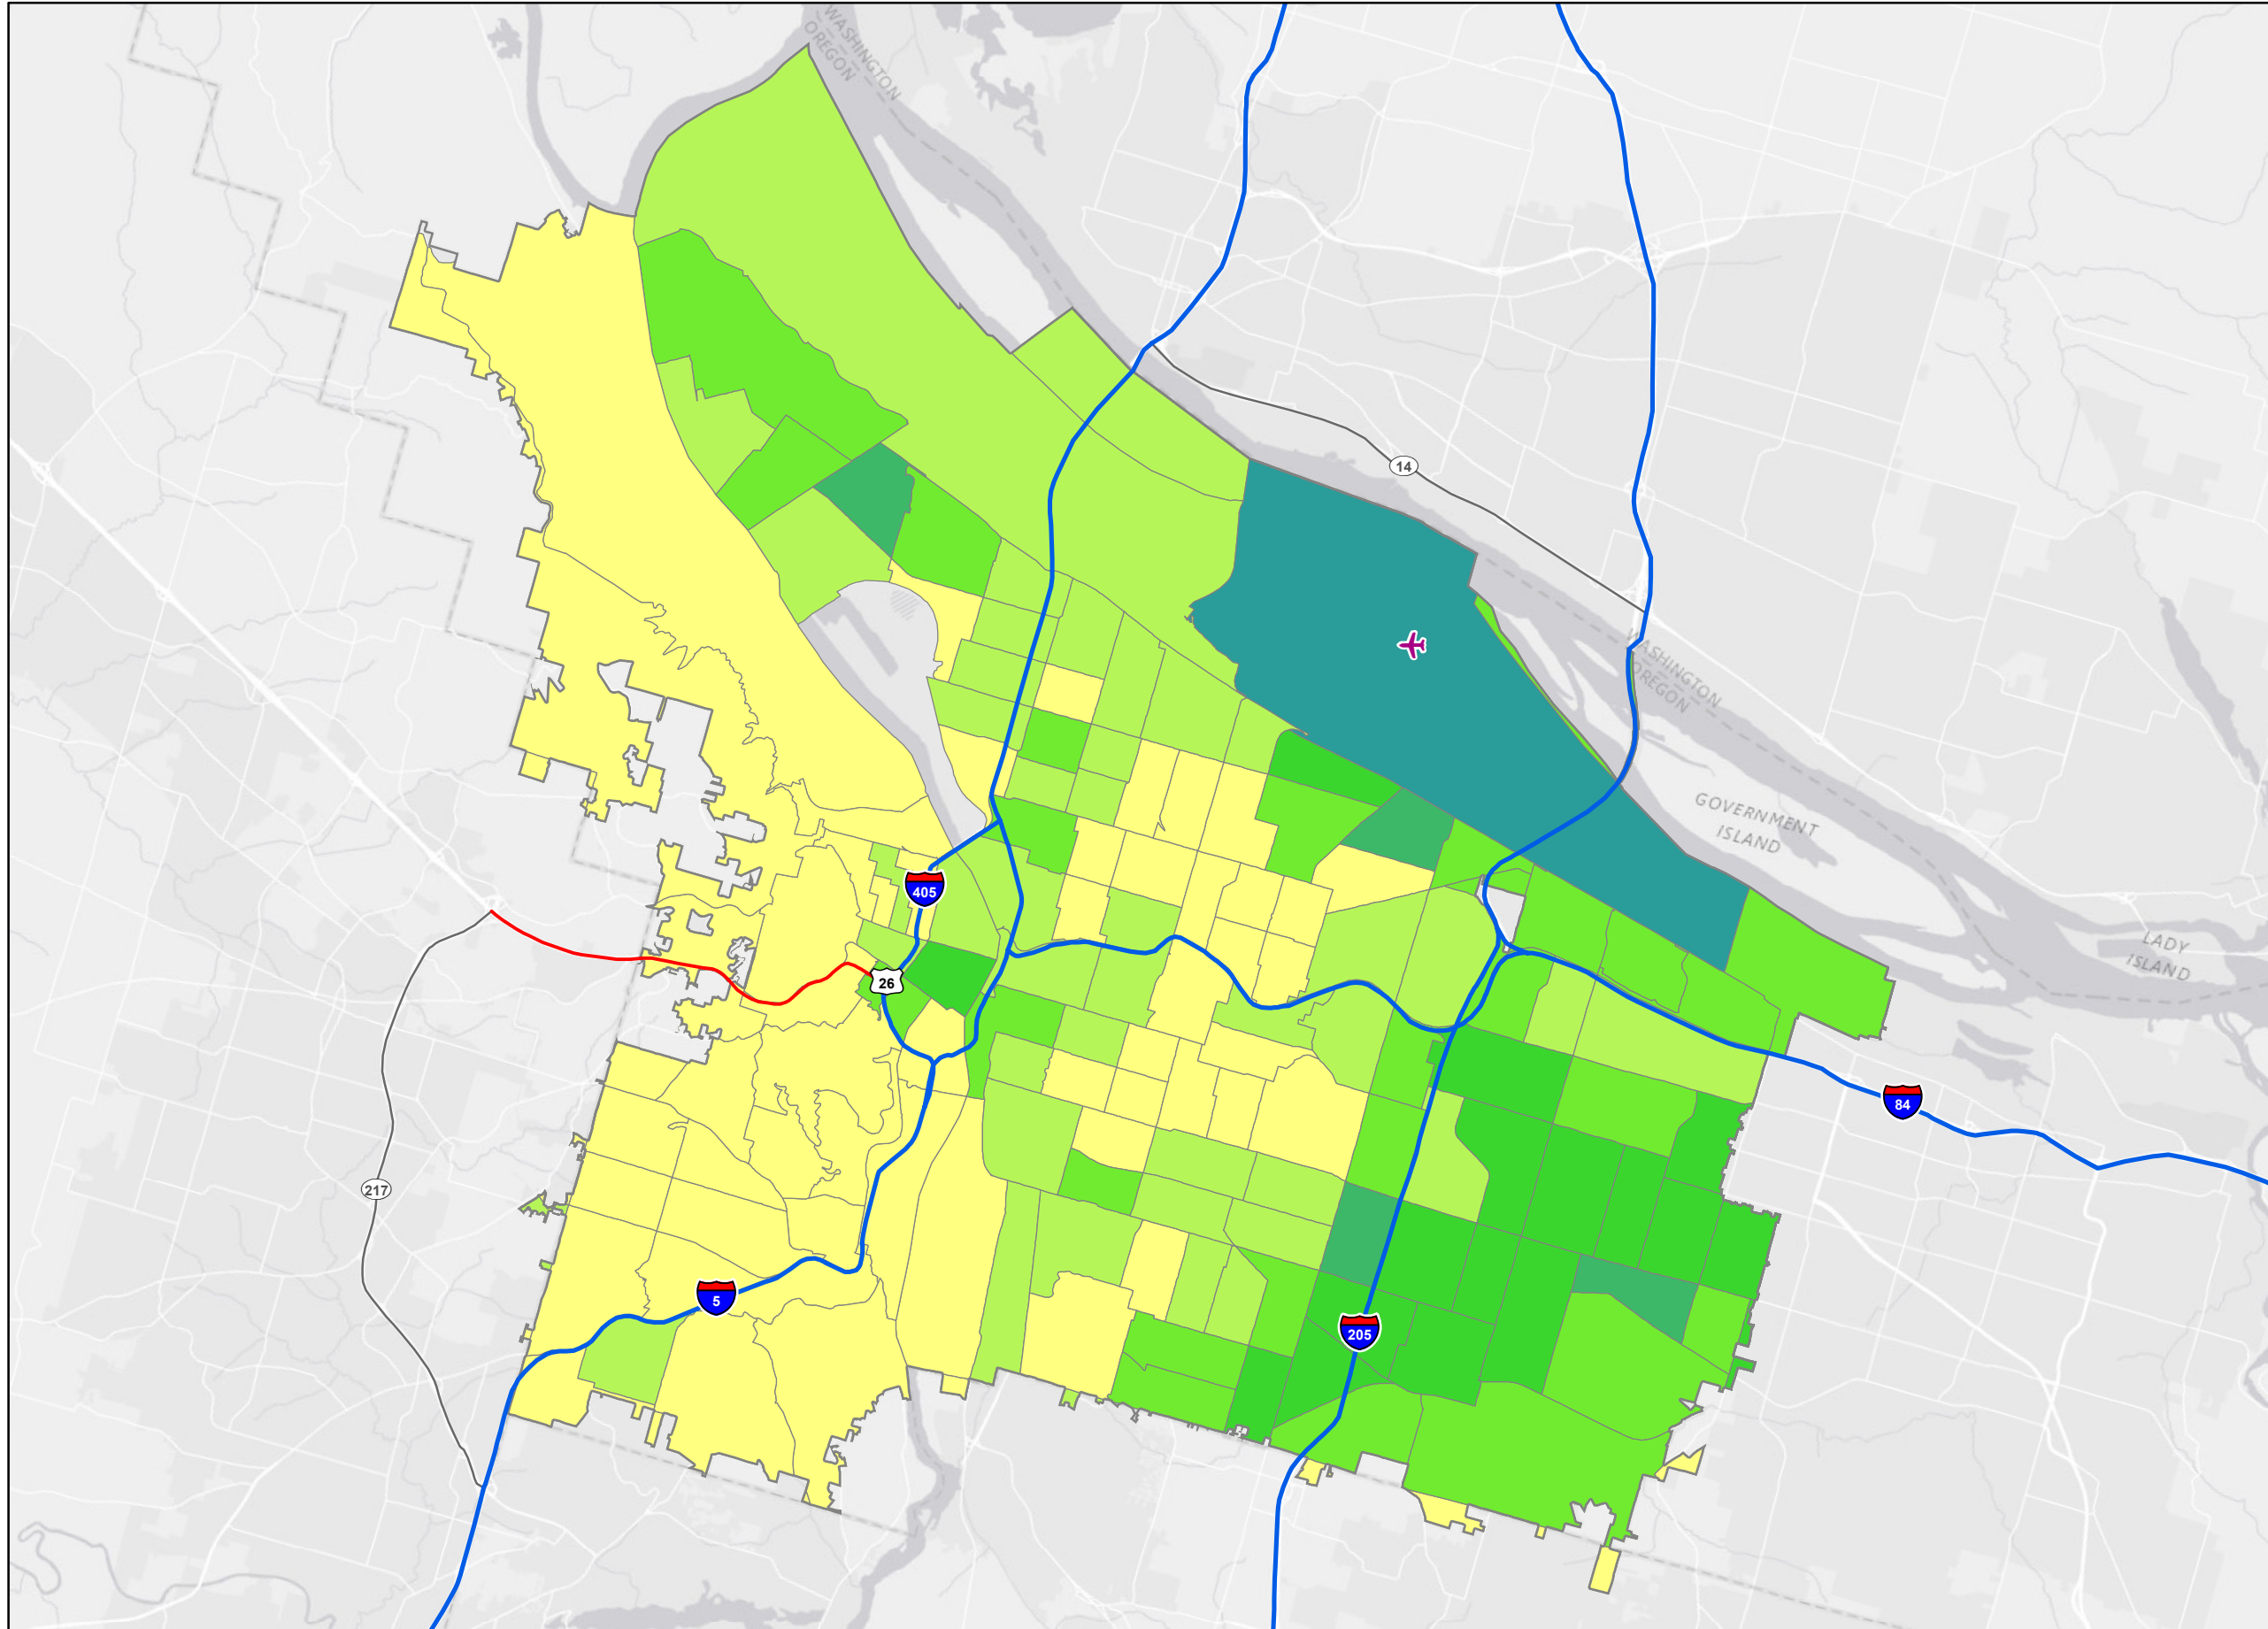 WASHINGTON
OREGON
14
WASHINGTON
OREGON
GOVERNMENT
ISLAND
405
LADY
ISLAND
26
84
217
5
205